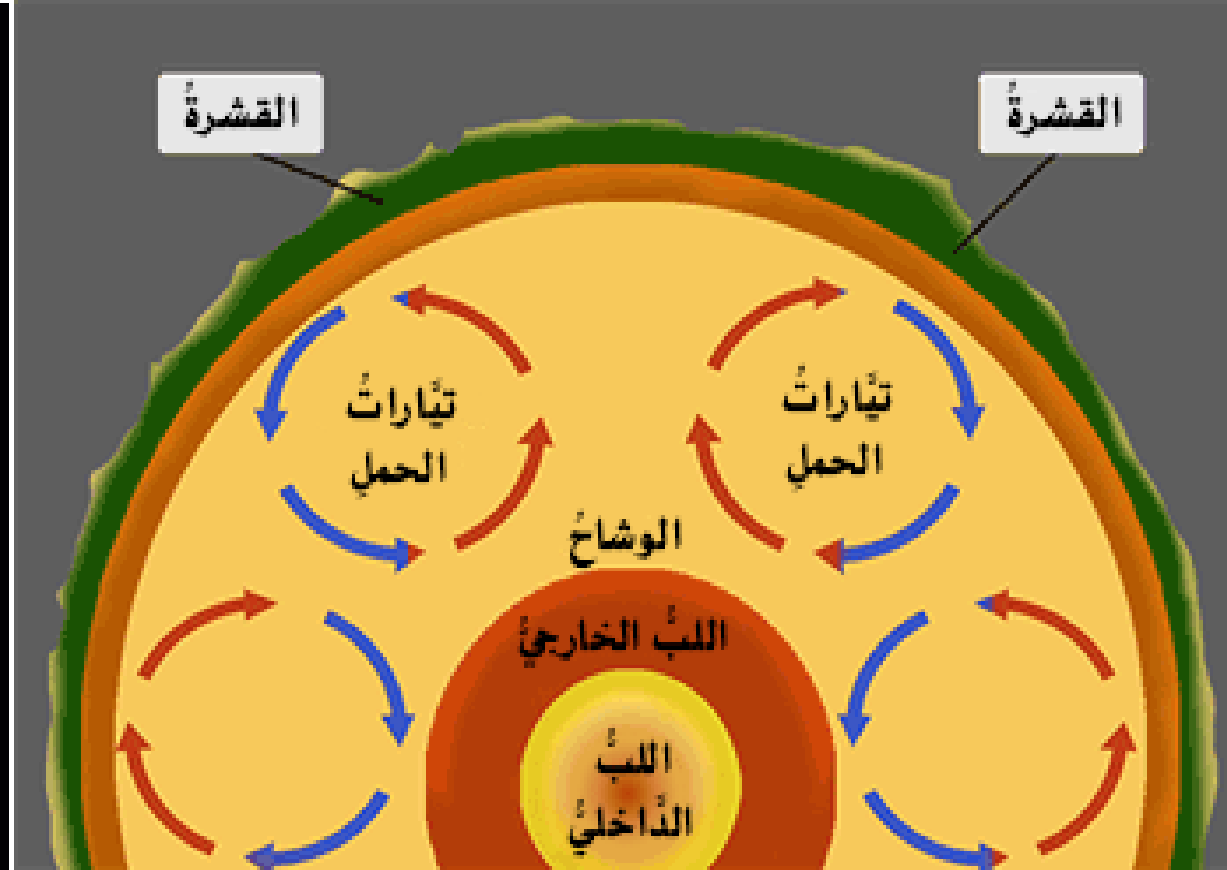 القشرةُ
القشرةُ
تيَّاراتُ
الحملِ
تيَّاراتُ
الحملِ
الوشاحُ
اللبُّ الخارجيُّ
اللبُّ
الدَّاخليُّ